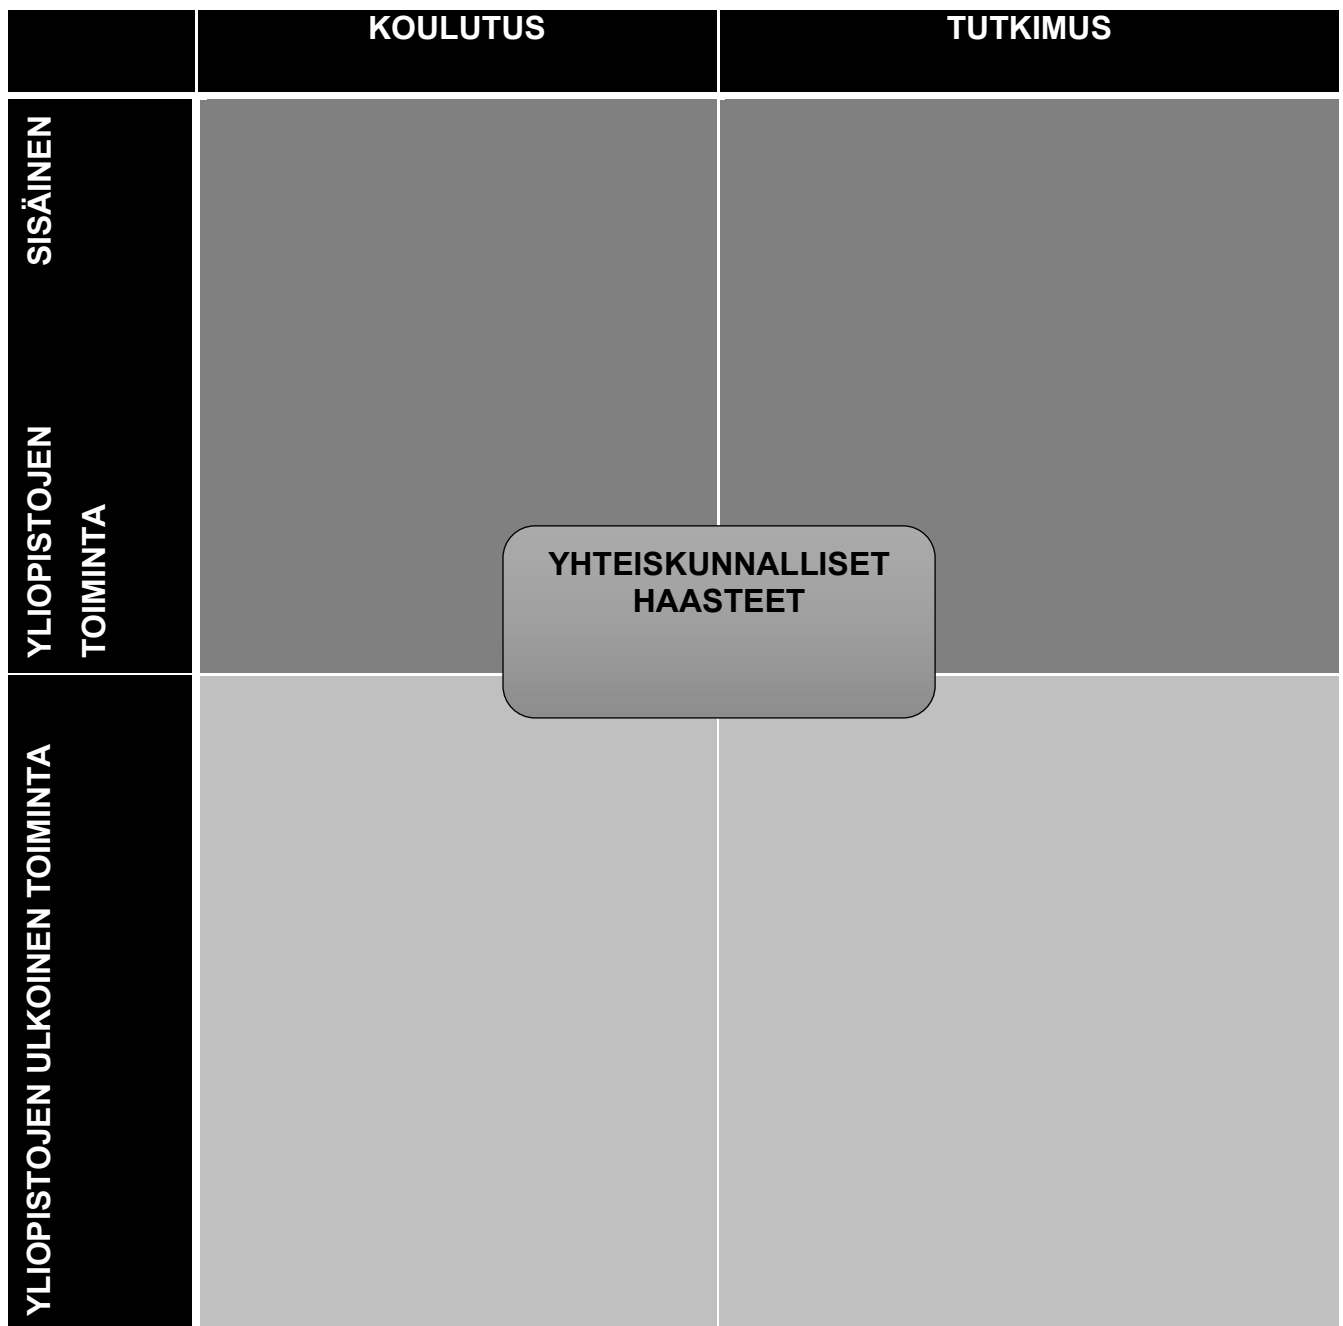 KOULUTUS
TUTKIMUS
YLIOPISTOJEN SISÄINEN
TOIMINTA
YHTEISKUNNALLISET
HAASTEET
YLIOPISTOJEN ULKOINEN TOIMINTA